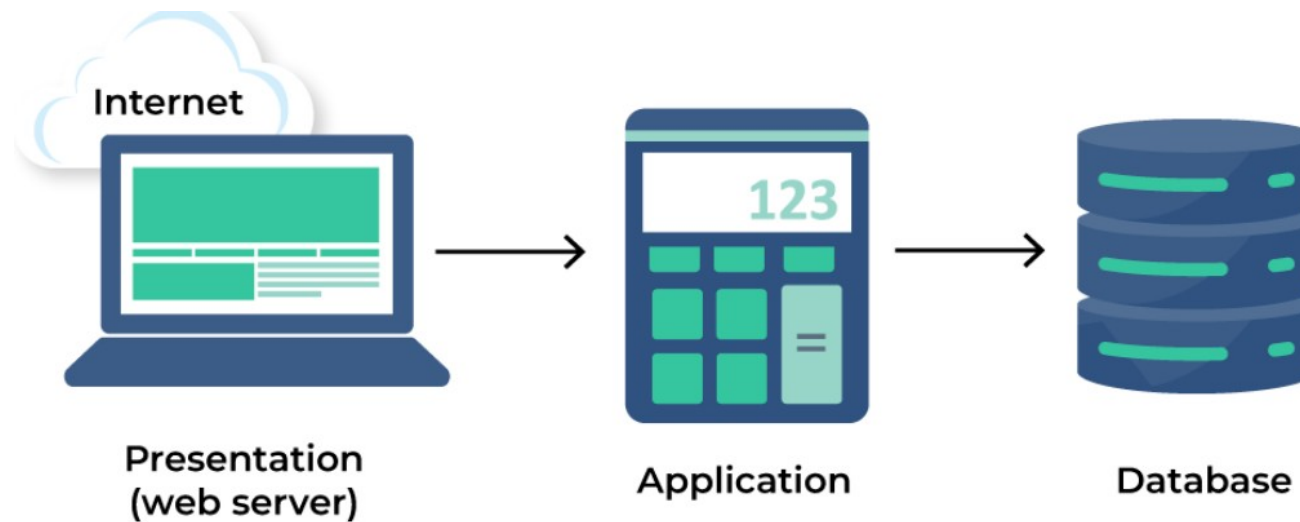 Internet
123
=
Presentation
(web server)
Application
Database